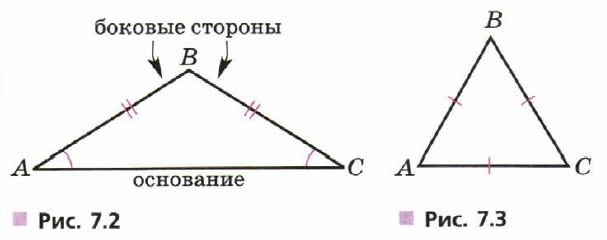 боковые стороны
B
A
C
основание
Рис. 7.2
B
A
C
Рис. 7.3